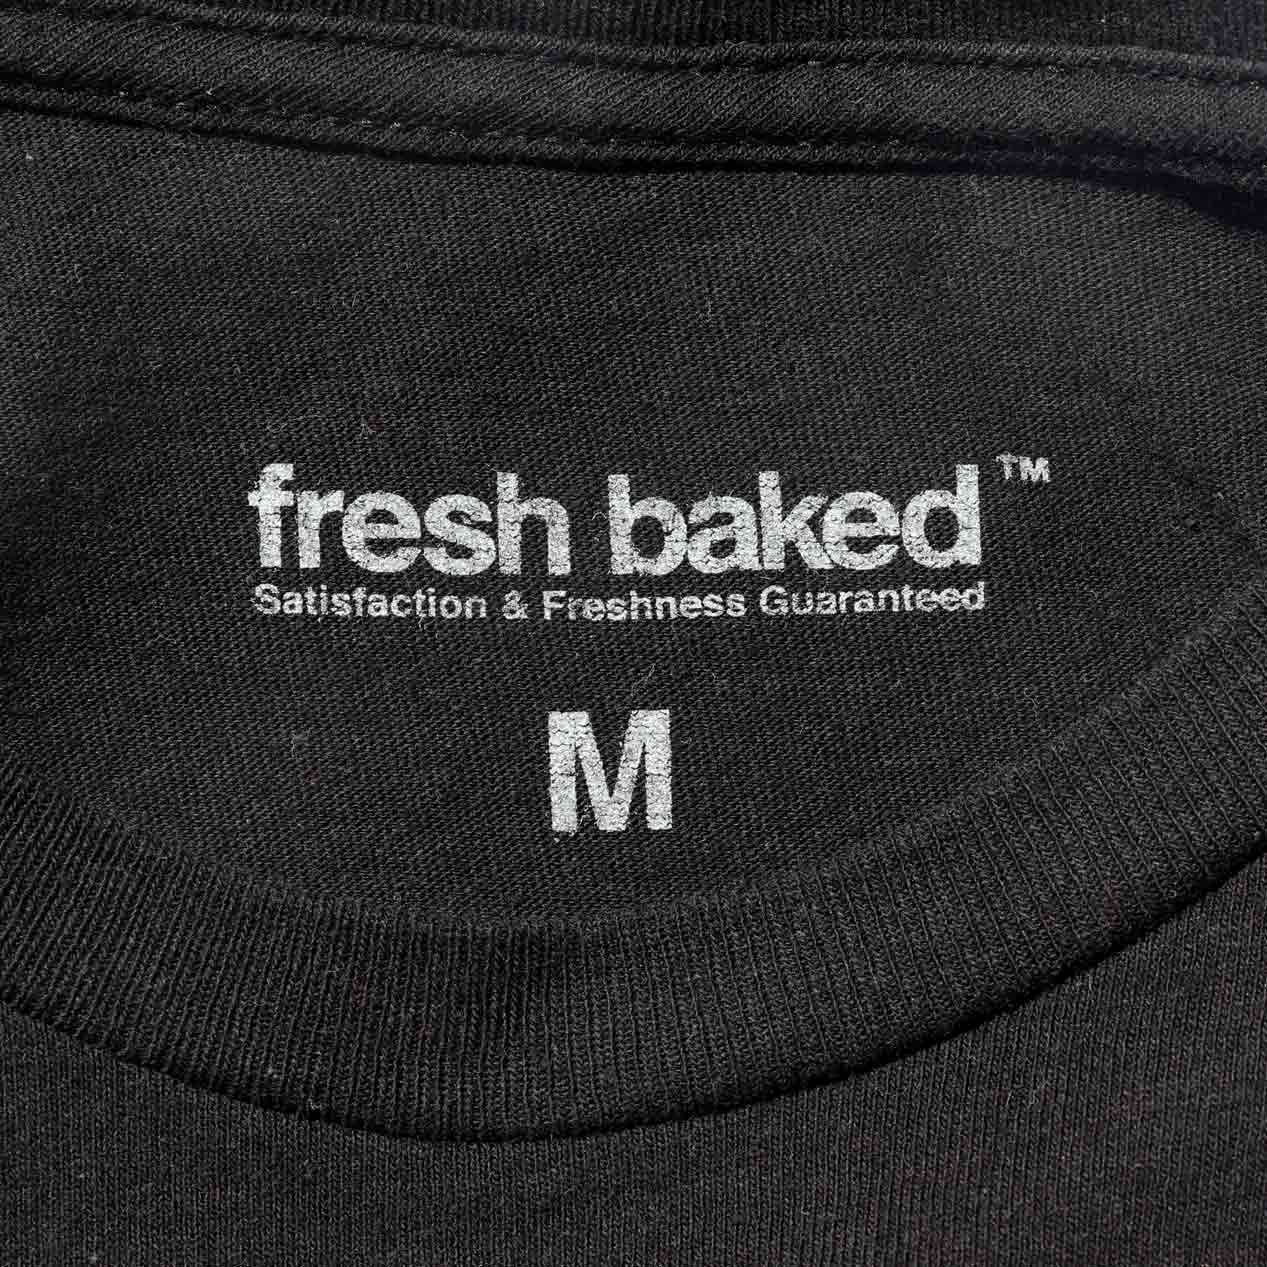 fresh baked™
Satisfaction & Freshness Guaranteed
M